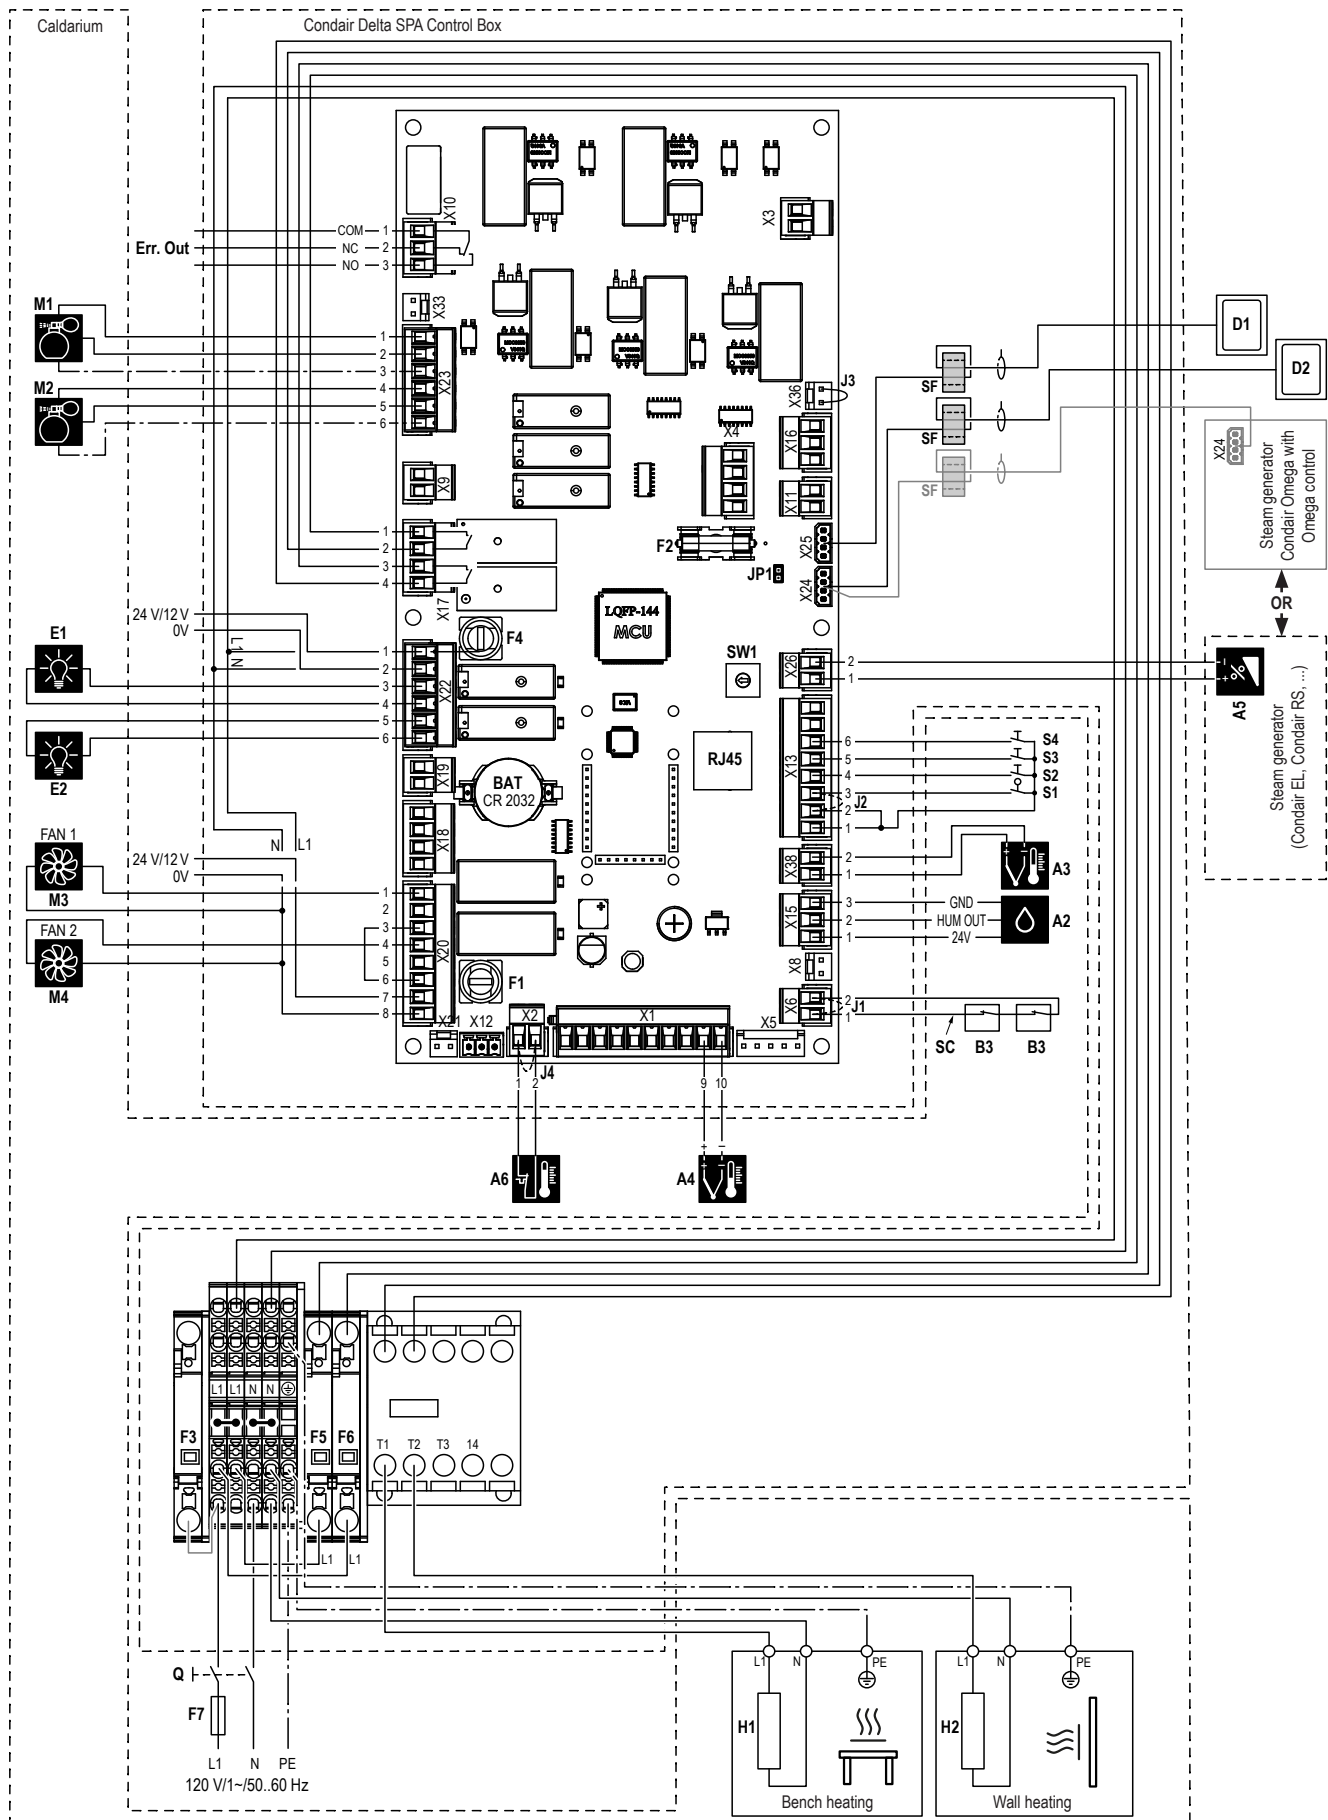 Caldarium
Condair Delta SPA Control Box
X10
X3
COM 1
Err. Out NC 2
NO 3
X33
M1
1
2
3
X23
M2
4
5
6
J3
X36
X4
X16
X9
X11
SF
SF
SF
D1
D2
X24
Steam generator
Condair Omega with
Omega control
OR
1
2
3
4
X17
F2
JP1
X25
X24
LQFP-144
MCU
24 V/12 V
0V
L1
N
F4
E1
1
2
3
4
5
6
X22
E2
SW1
X26
2
1
A5
- + %
Steam generator
(Condair EL, Condair RS, ...)
RJ45
X13
6 S4
5 S3
4 S2
3 S1
2 J2
1
X19
BAT
CR 2032
X18
FAN 1
M3
N L1
24 V/12 V
0V
FAN 2
M4
1
2
3
4
5
6
7
8
X20
F1
X38
2
1
+ -
A3
X15
3 GND
2 HUM OUT
1 24V
A2
X8
X6
2
1
J1
SC B3 B3
X21 X12 X2 X1 X5
J4
1 2
9 10
+ -
+ -
A6
A4
L1 L1 N N
F3 F5 F6
T1 T2 T3 14
L1 L1
Q
F7
L1 N PE
120 V/1~/50..60 Hz
L1 N PE
H1
Bench heating
L1 N PE
H2
Wall heating